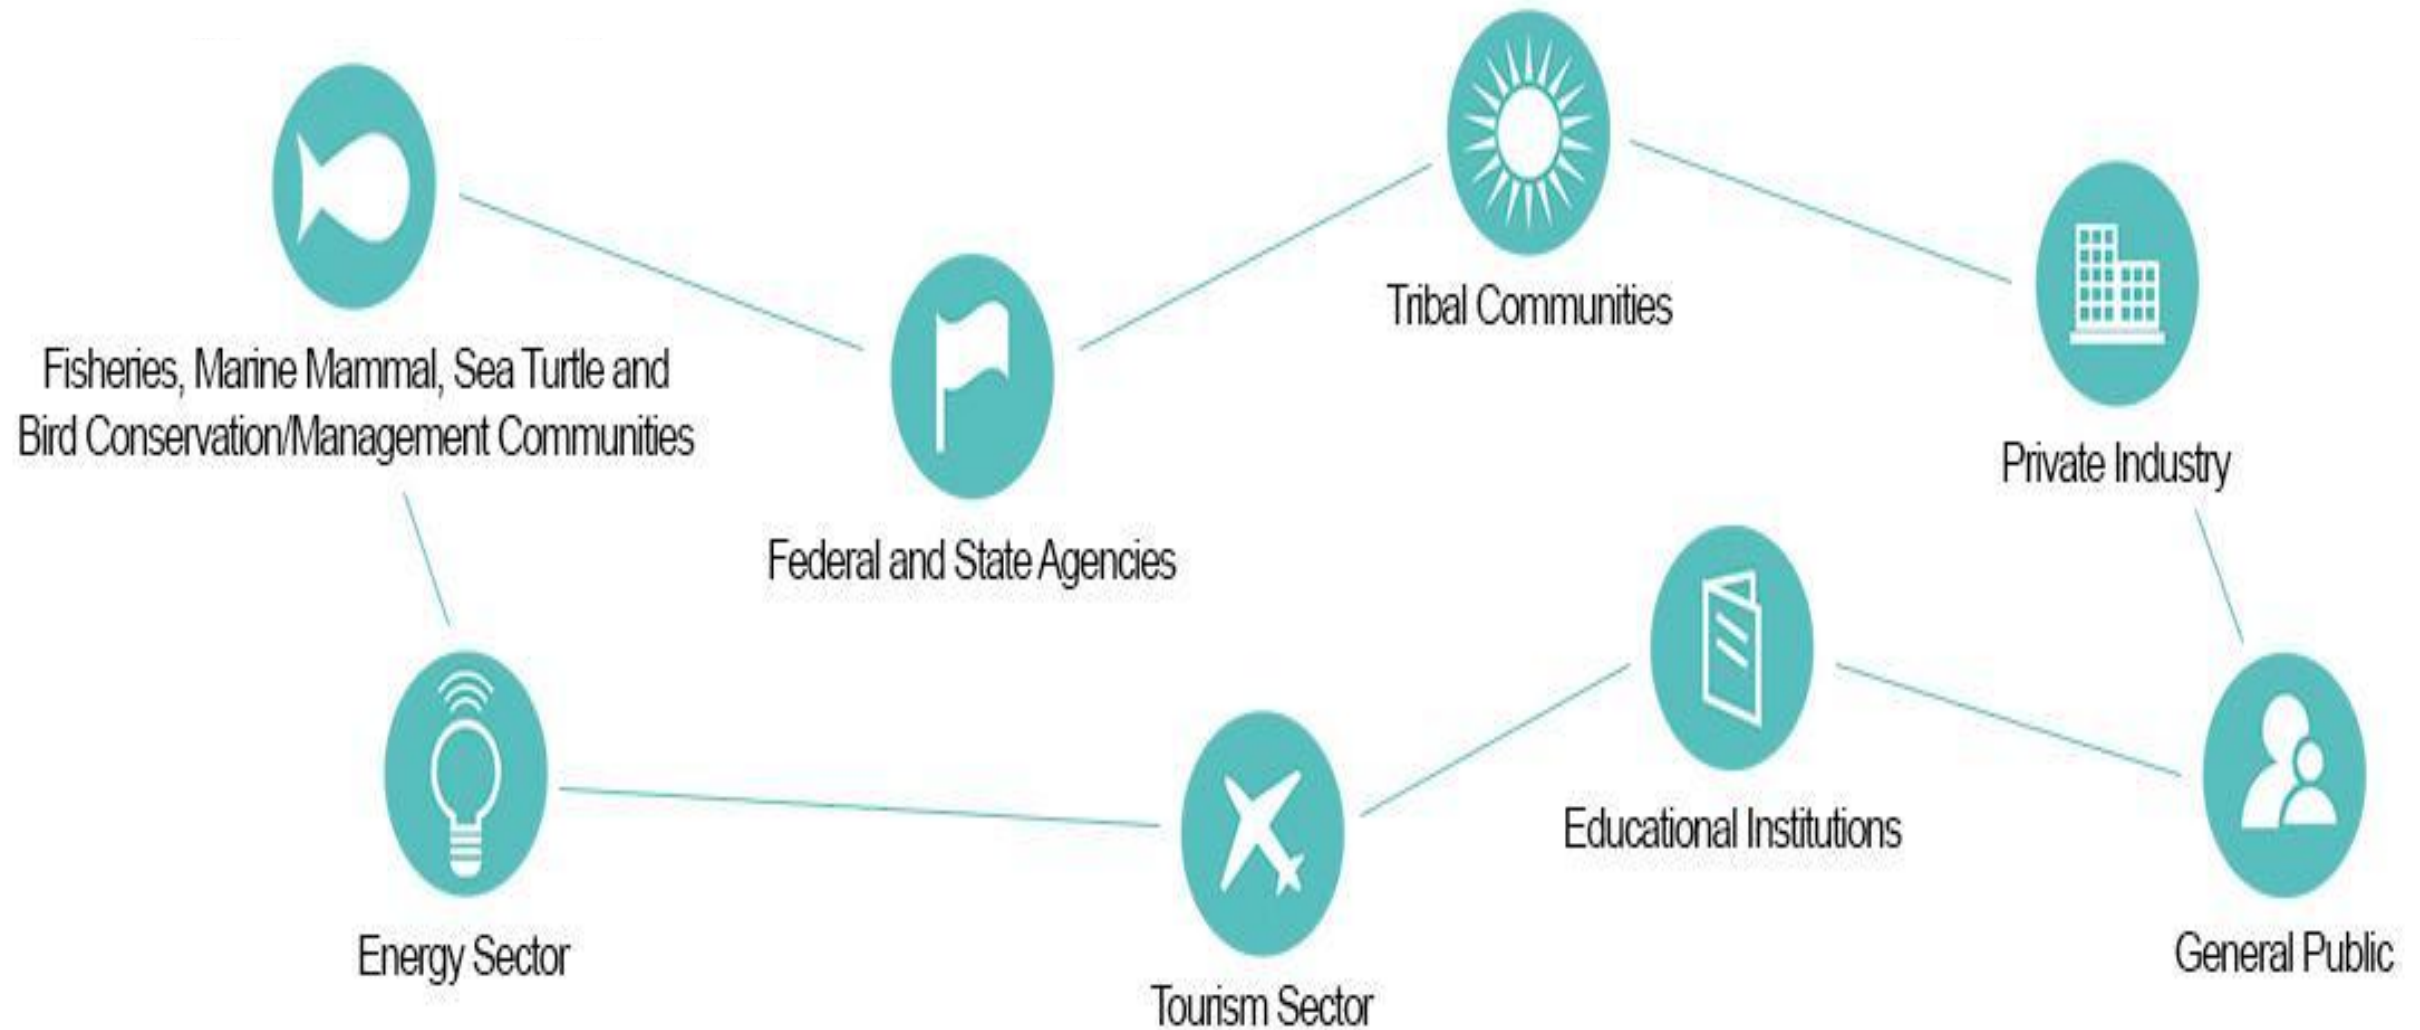 Tribal Communities
Fisheries, Marine Mammal, Sea Turtle and
Bird Conservation/Management Communities
Private Industry
Federal and State Agencies
Educational Institutions
Energy Sector
General Public
Tourism Sector